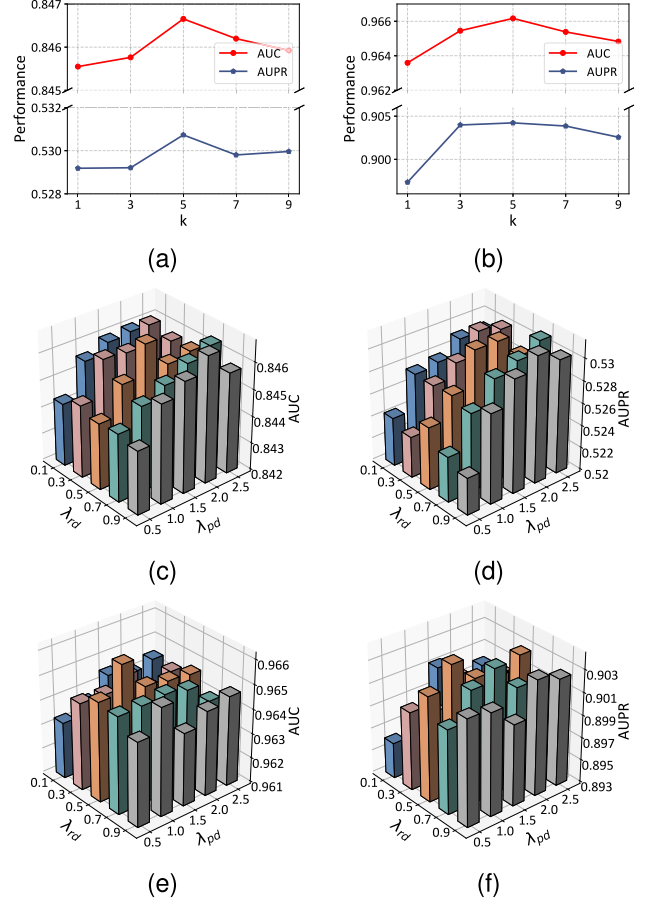 0.847
0.846
0.845
0.532
0.530
0.528
Performance
AUC
AUPR
1 3 5 7 9
k
(a)
0.966
0.964
0.962
0.905
0.900
Performance
AUC
AUPR
1 3 5 7 9
k
(b)
0.846
0.845
0.844
0.843
0.842
AUC
0.1
0.3
0.5
0.7
0.9
λrd
0.5
1.0
1.5
2.0
2.5
λpd
(c)
0.53
0.528
0.526
0.524
0.522
0.52
AUPR
0.1
0.3
0.5
0.7
0.9
λrd
0.5
1.0
1.5
2.0
2.5
λpd
(d)
0.966
0.965
0.964
0.963
0.962
0.961
AUC
0.1
0.3
0.5
0.7
0.9
λrd
0.5
1.0
1.5
2.0
2.5
λpd
(e)
0.903
0.901
0.899
0.897
0.895
0.893
AUPR
0.1
0.3
0.5
0.7
0.9
λrd
0.5
1.0
1.5
2.0
2.5
λpd
(f)